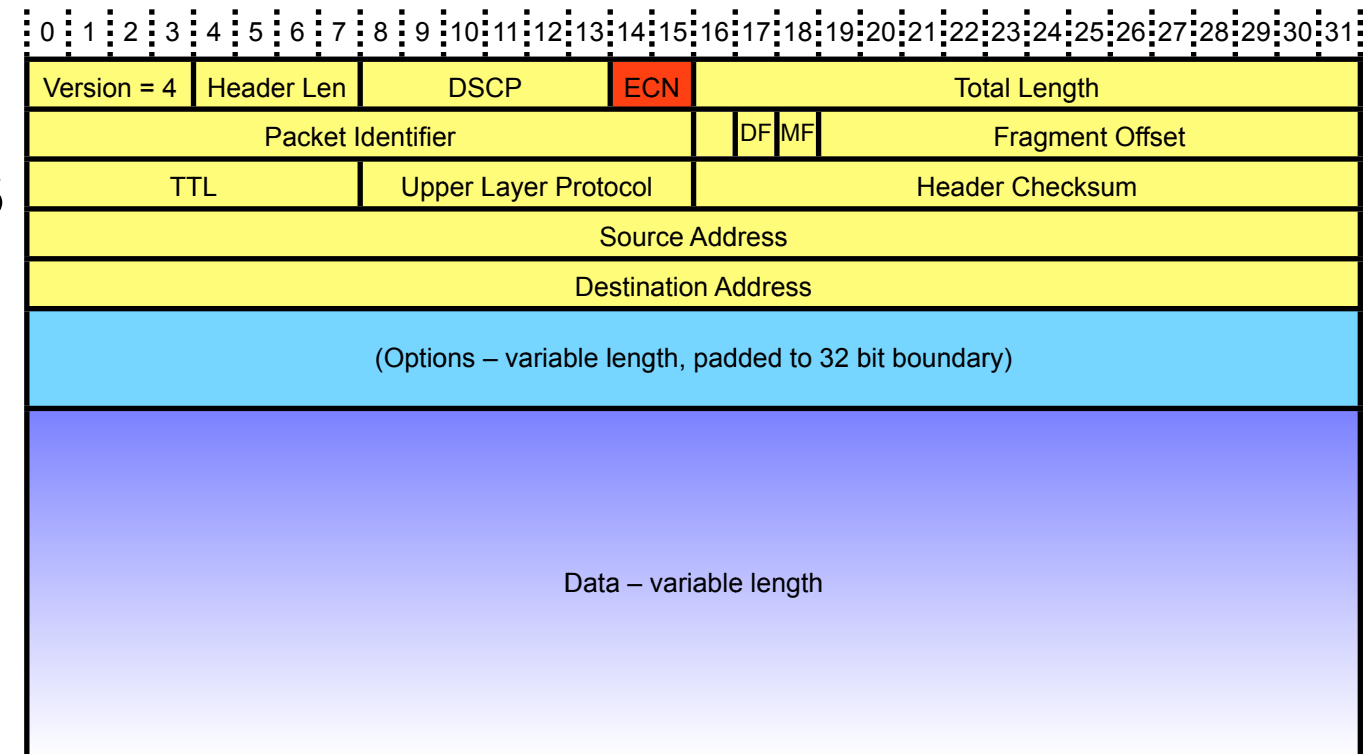 0 1 2 3 4 5 6 7 8 9 10 11 12 13 14 15 16 17 18 19 20 21 22 23 24 25 26 27 28 29 30 31
Version = 4 Header Len DSCP ECN Total Length
Packet Identifier DF MF Fragment Offset
TTL Upper Layer Protocol Header Checksum
Source Address
Destination Address
(Options – variable length, padded to 32 bit boundary)
Data – variable length